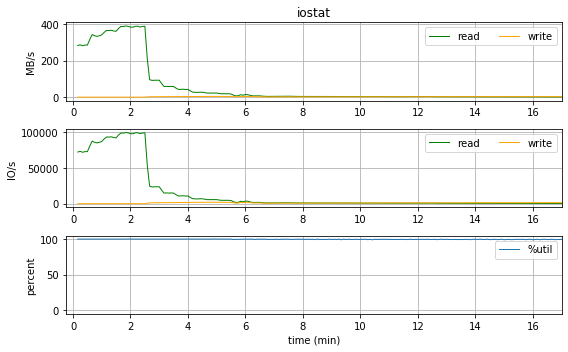 iostat
400
200
0
MB/s
read write
0 2 4 6 8 10 12 14 16
100000
50000
0
IO/s
read write
0 2 4 6 8 10 12 14 16
100
50
0
percent
%util
0 2 4 6 8 10 12 14 16
time (min)